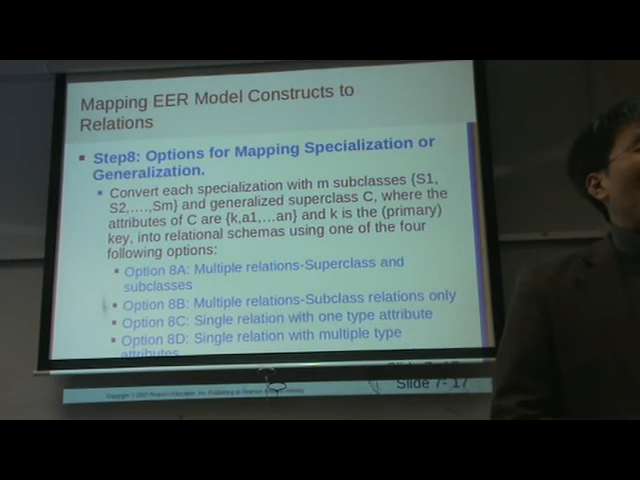 Mapping EER Model Constructs to
Relations
Step8: Options for Mapping Specialization or
Generalization.
Convert each specialization with m subclasses {S1,
S2,....,Sm} and generalized superclass C, where the
attributes of C are {k,a1,...an} and k is the (primary)
key, into relational schemas using one of the four
following options:
Option 8A: Multiple relations-Superclass and
subclasses
Option 8B: Multiple relations-Subclass relations only
Option 8C: Single relation with one type attribute
Option 8D: Single relation with multiple type
attributes
Copyright © 2007 Pearson Education, Inc. Publishing as Pearson
Slide 7- 17